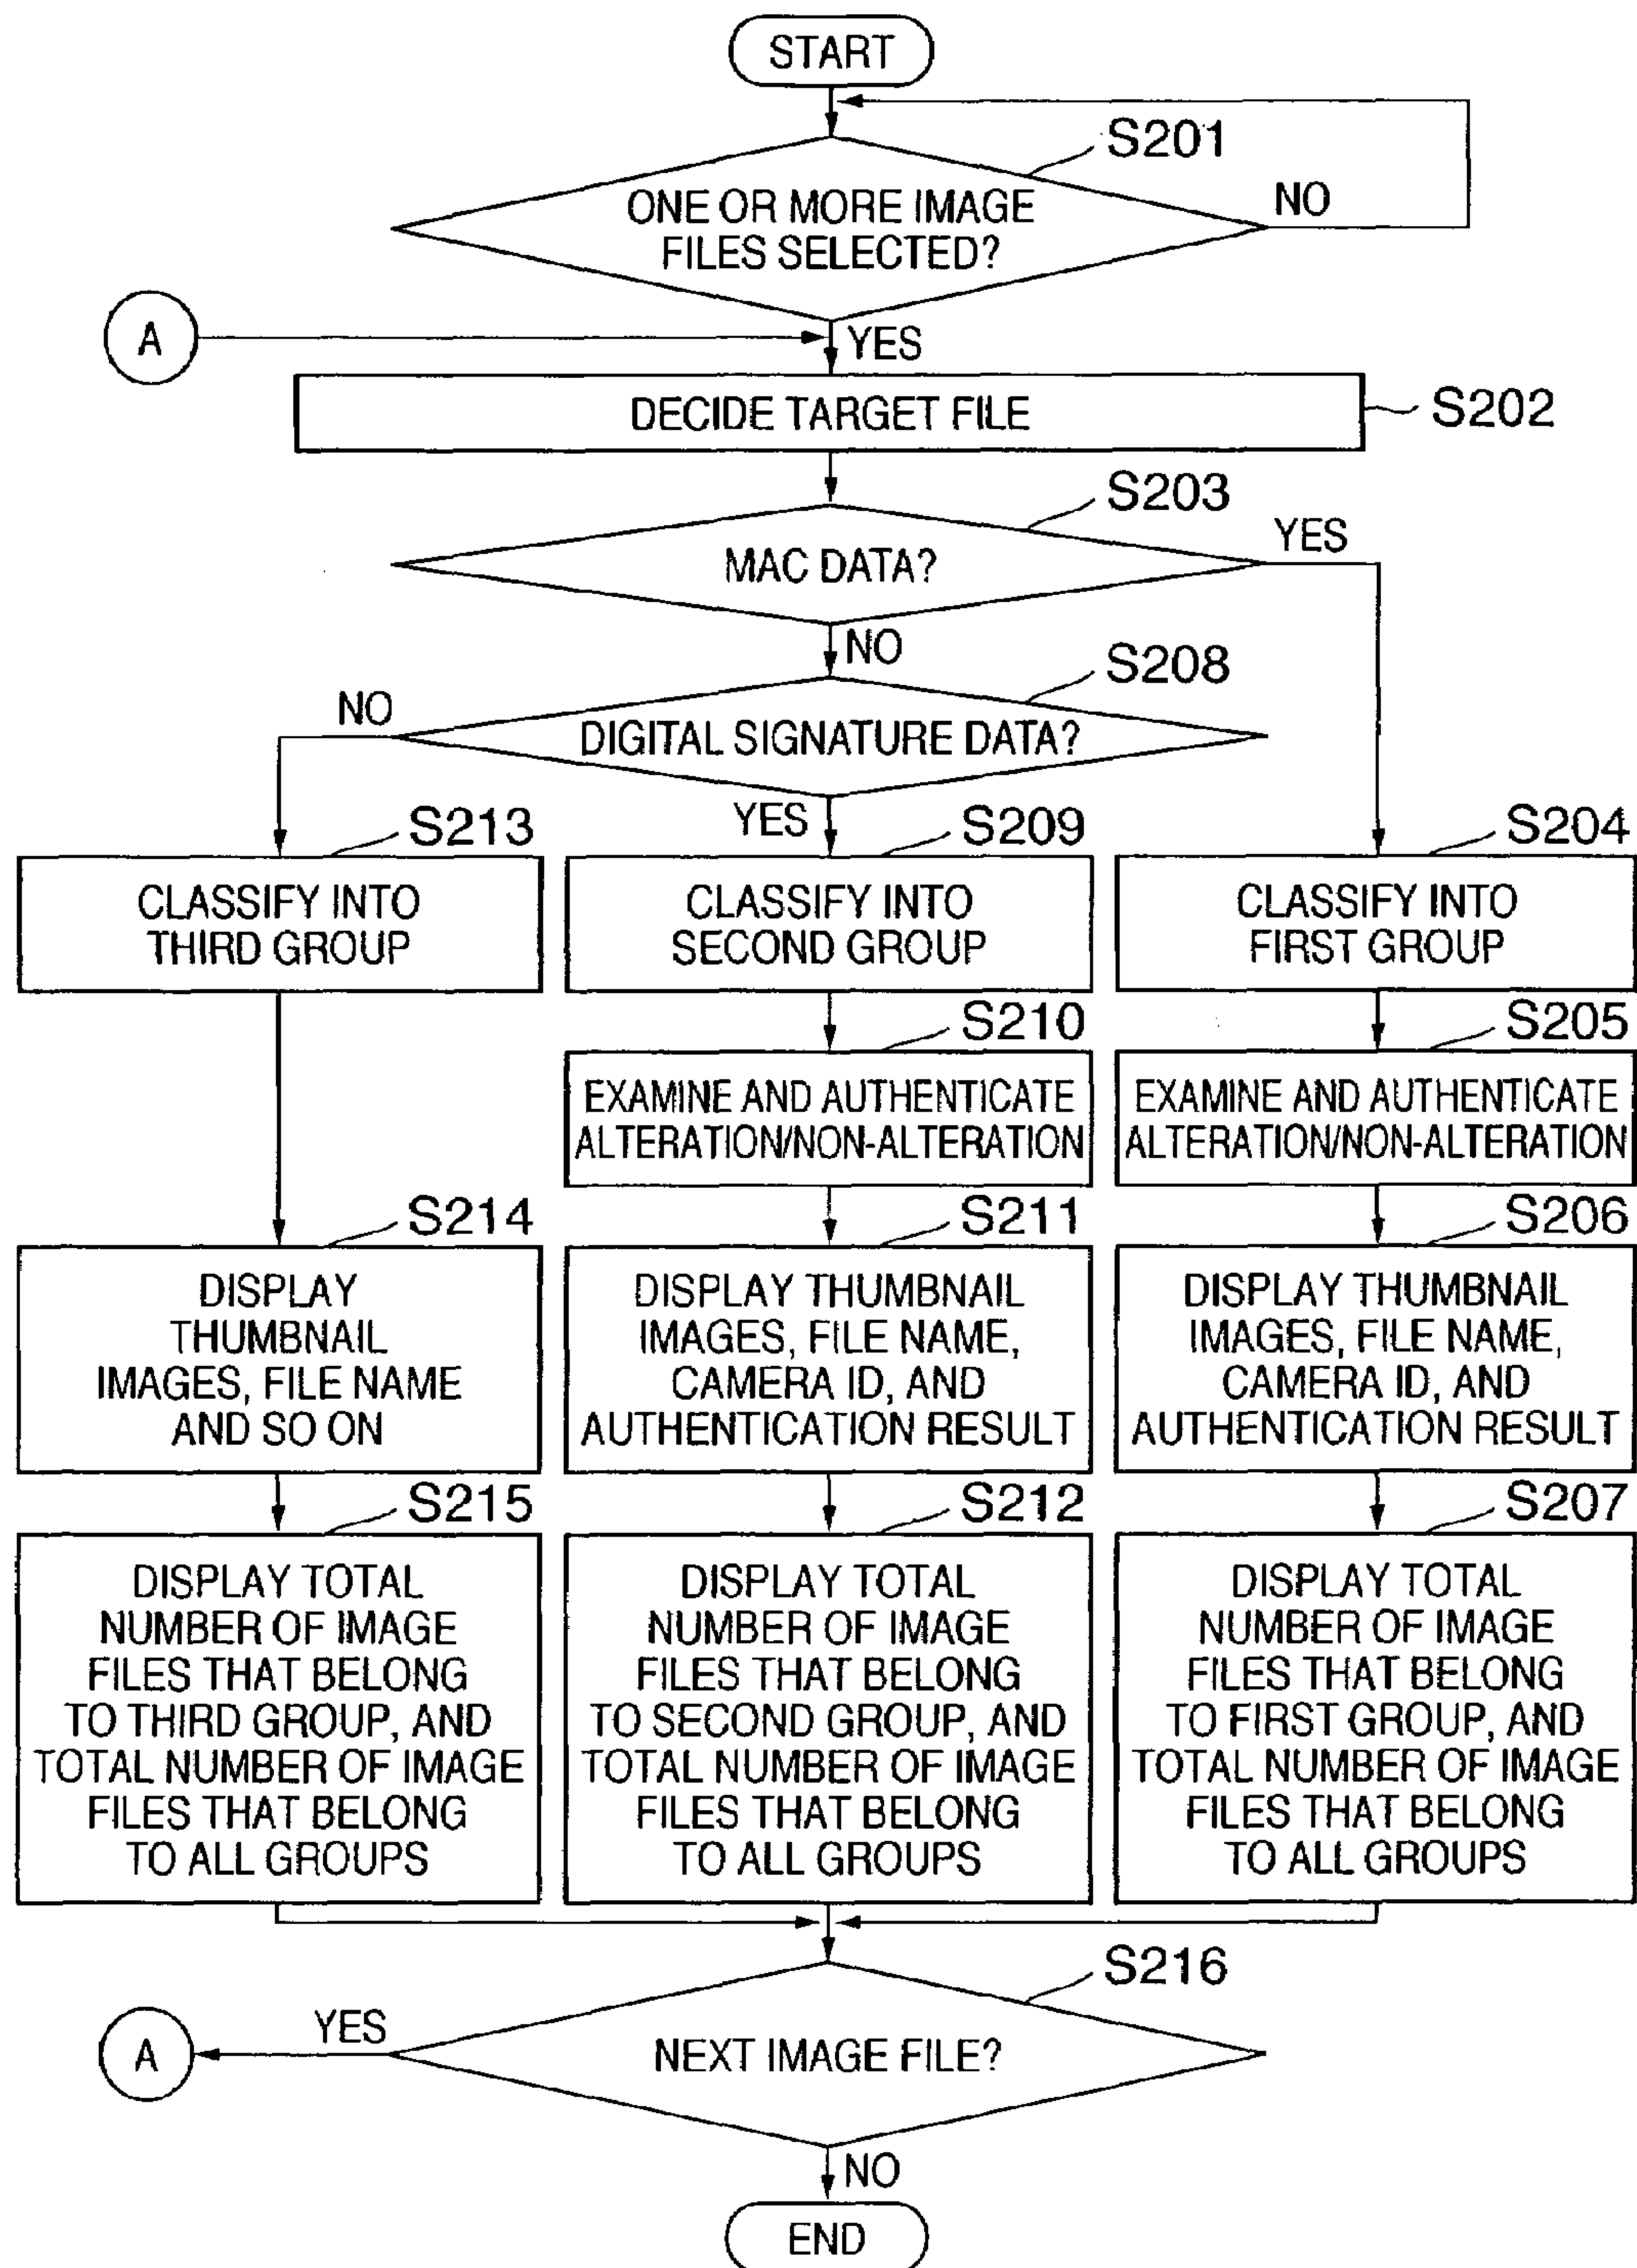 START
S201
ONE OR MORE IMAGE
FILES SELECTED?
NO
A
YES
DECIDE TARGET FILE
S202
S203
MAC DATA?
YES
NO
S208
NO
DIGITAL SIGNATURE DATA?
YES
S213
CLASSIFY INTO
THIRD GROUP
S209
CLASSIFY INTO
SECOND GROUP
S204
CLASSIFY INTO
FIRST GROUP
S210
EXAMINE AND AUTHENTICATE
ALTERATION/NON-ALTERATION
S205
EXAMINE AND AUTHENTICATE
ALTERATION/NON-ALTERATION
S214
DISPLAY
THUMBNAIL
IMAGES, FILE NAME
AND SO ON
S211
DISPLAY THUMBNAIL
IMAGES, FILE NAME,
CAMERA ID, AND
AUTHENTICATION RESULT
S206
DISPLAY THUMBNAIL
IMAGES, FILE NAME,
CAMERA ID, AND
AUTHENTICATION RESULT
S215
DISPLAY TOTAL
NUMBER OF IMAGE
FILES THAT BELONG
TO THIRD GROUP, AND
TOTAL NUMBER OF IMAGE
FILES THAT BELONG
TO ALL GROUPS
S212
DISPLAY TOTAL
NUMBER OF IMAGE
FILES THAT BELONG
TO SECOND GROUP, AND
TOTAL NUMBER OF IMAGE
FILES THAT BELONG
TO ALL GROUPS
S207
DISPLAY TOTAL
NUMBER OF IMAGE
FILES THAT BELONG
TO FIRST GROUP, AND
TOTAL NUMBER OF IMAGE
FILES THAT BELONG
TO ALL GROUPS
S216
NEXT IMAGE FILE?
YES
A
NO
END